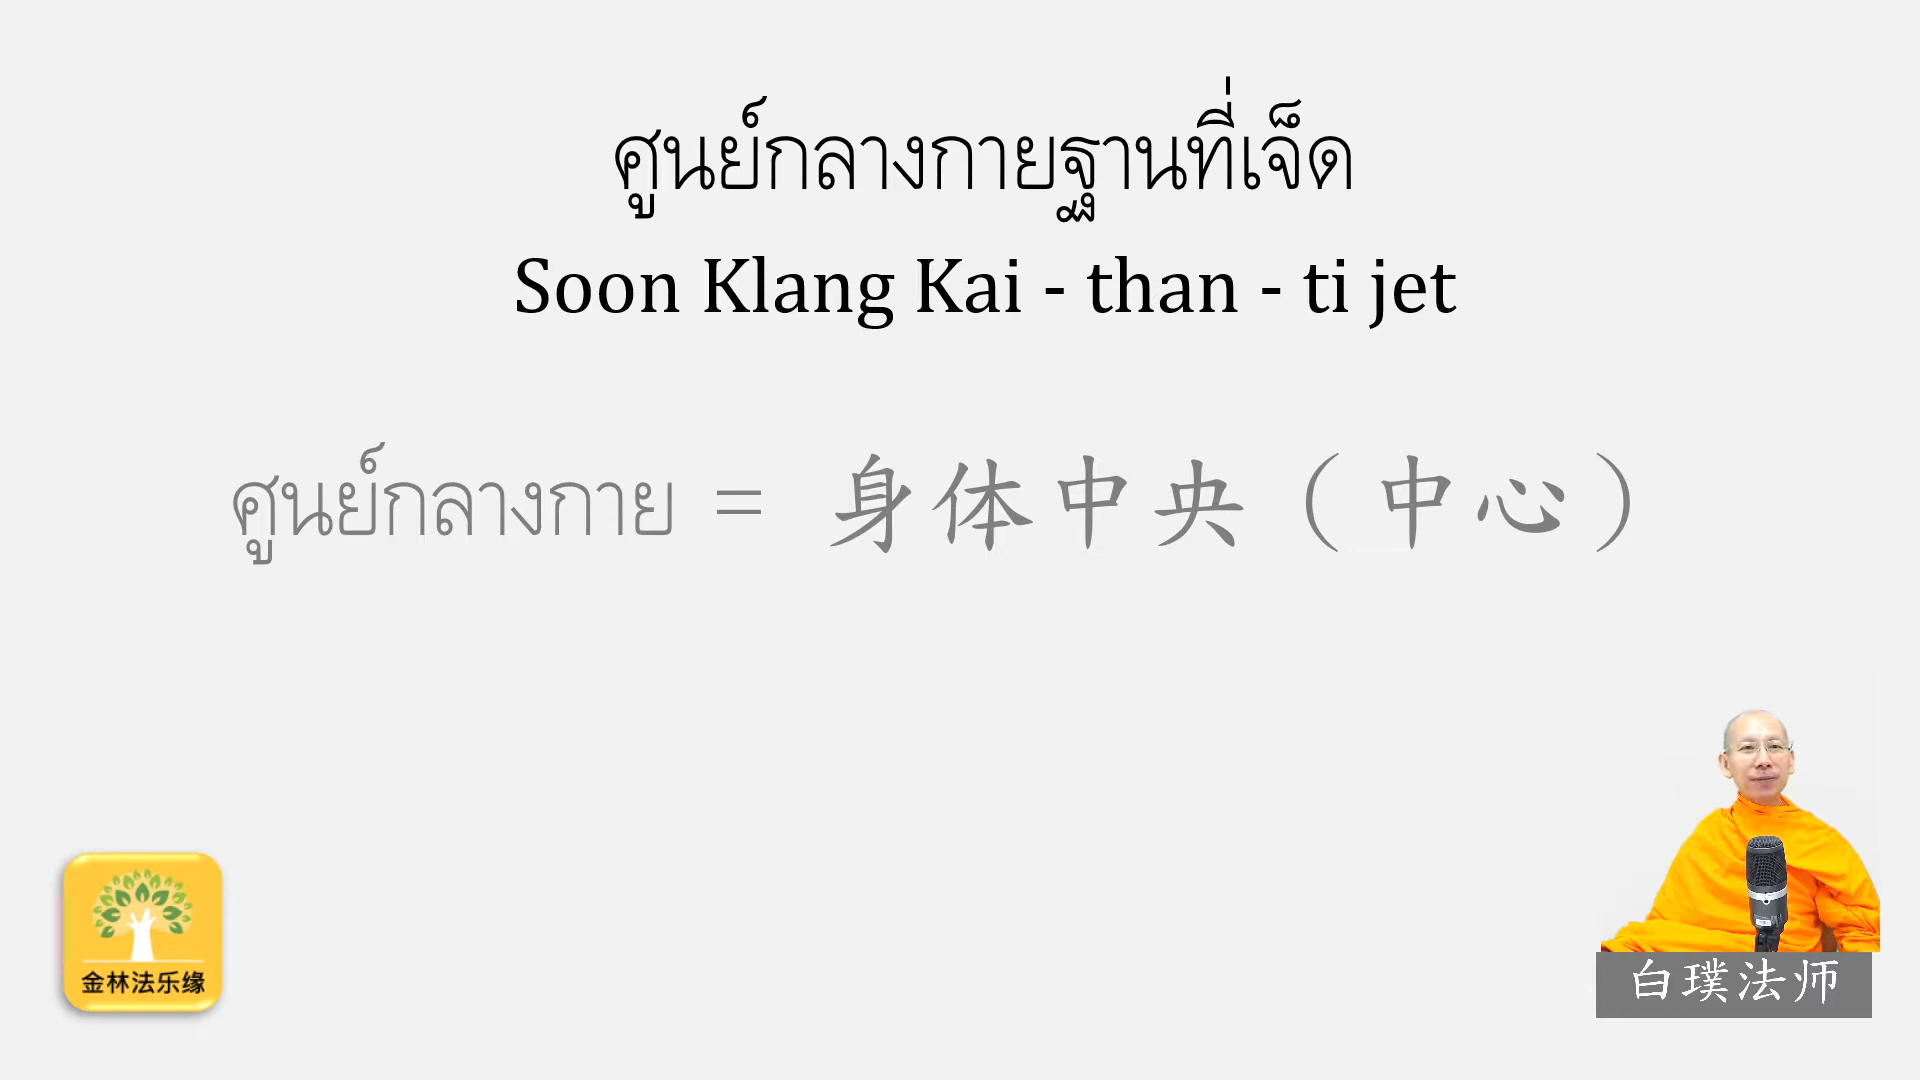 ศูนย์กลางกายฐานที่เจ็ด
Soon Klang Kai - than - ti jet
ศูนย์กลางกาย = 身体中央（中心）
金林法乐缘
白璞法师